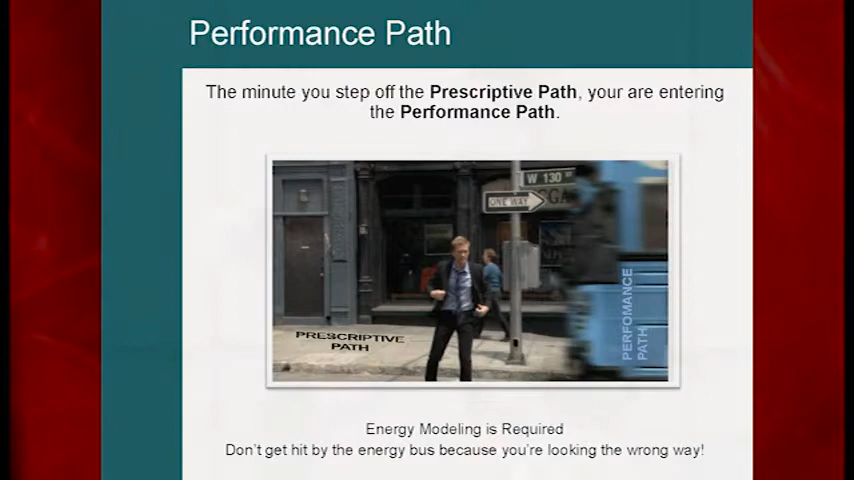 Performance Path
The minute you step off the Prescriptive Path, your are entering
the Performance Path.
W 130 ST
ONE WAY
PRESCRIPTIVE
PATH
PERFOMANCE
PATH
Energy Modeling is Required
Don't get hit by the energy bus because you're looking the wrong way!